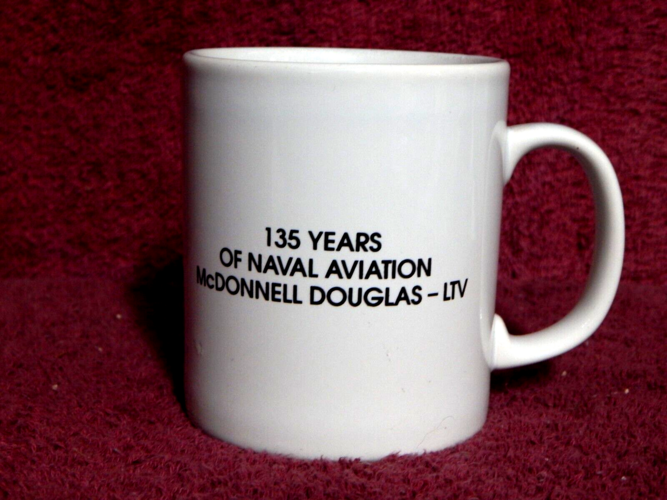 135 YEARS
OF NAVAL AVIATION
McDONNELL DOUGLAS – LTV